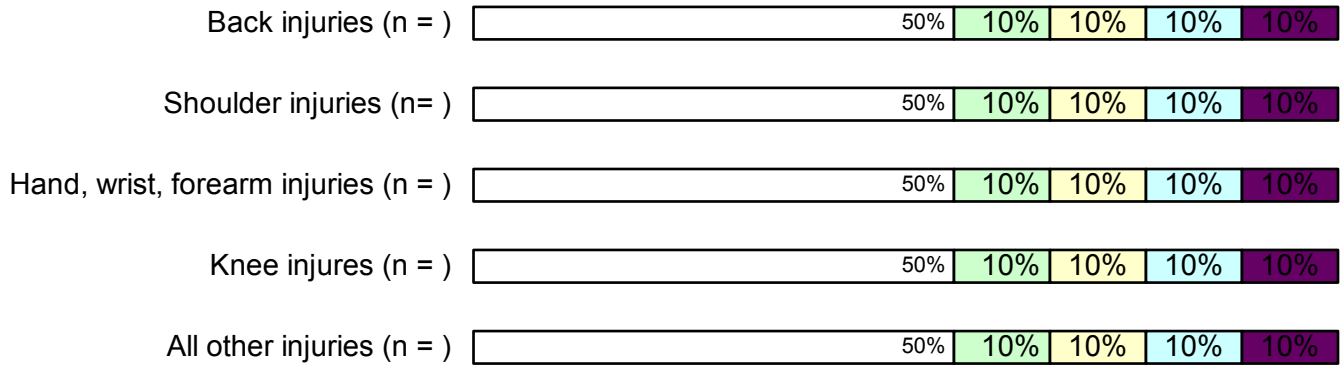 Back injuries (n = ) 50% 10% 10% 10% 10%
Shoulder injuries (n= ) 50% 10% 10% 10% 10%
Hand, wrist, forearm injuries (n = ) 50% 10% 10% 10% 10%
Knee injures (n = ) 50% 10% 10% 10% 10%
All other injuries (n = ) 50% 10% 10% 10% 10%